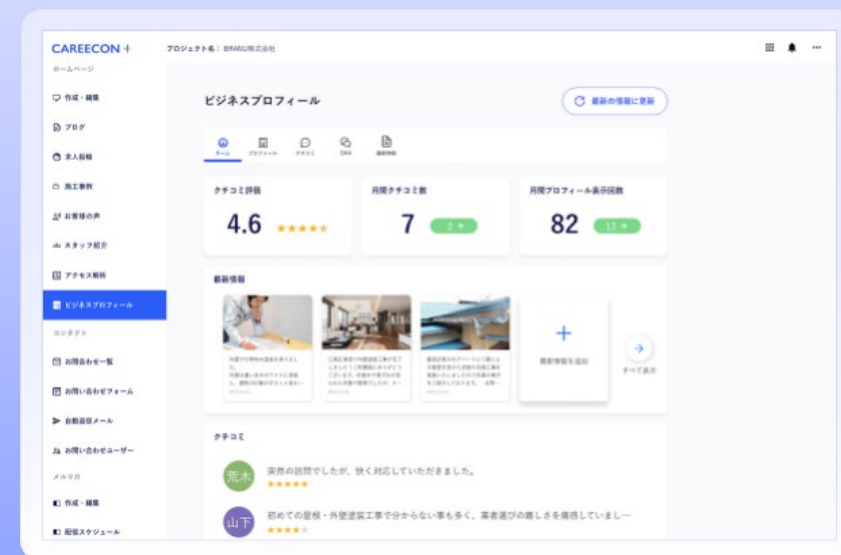 CAREECON +
プロジェクト名： BRANU株式会社
ホームページ
作成・編集
ブログ
求人投稿
施工事例
お客様の声
スタッフ紹介
アクセス解析
ビジネスプロフィール
コンタクト
お問合わせ一覧
お問い合わせフォーム
自動返信メール
お問い合わせユーザー
メルマガ
作成・編集
配信スケジュール
ビジネスプロフィール
最新の情報に更新
ホーム
プロフィール
クチコミ
Q&A
最新情報
クチコミ評価
4.6
月間クチコミ数
7
2 +
月間プロフィール表示回数
82
12 +
最新情報
最新情報を追加
すべて表示
クチコミ
荒木
突然の訪問でしたが、快く対応していただきました。
山下
初めての屋根・外壁塗装工事で分からない事も多く、業者選びの難しさを痛感していまし…